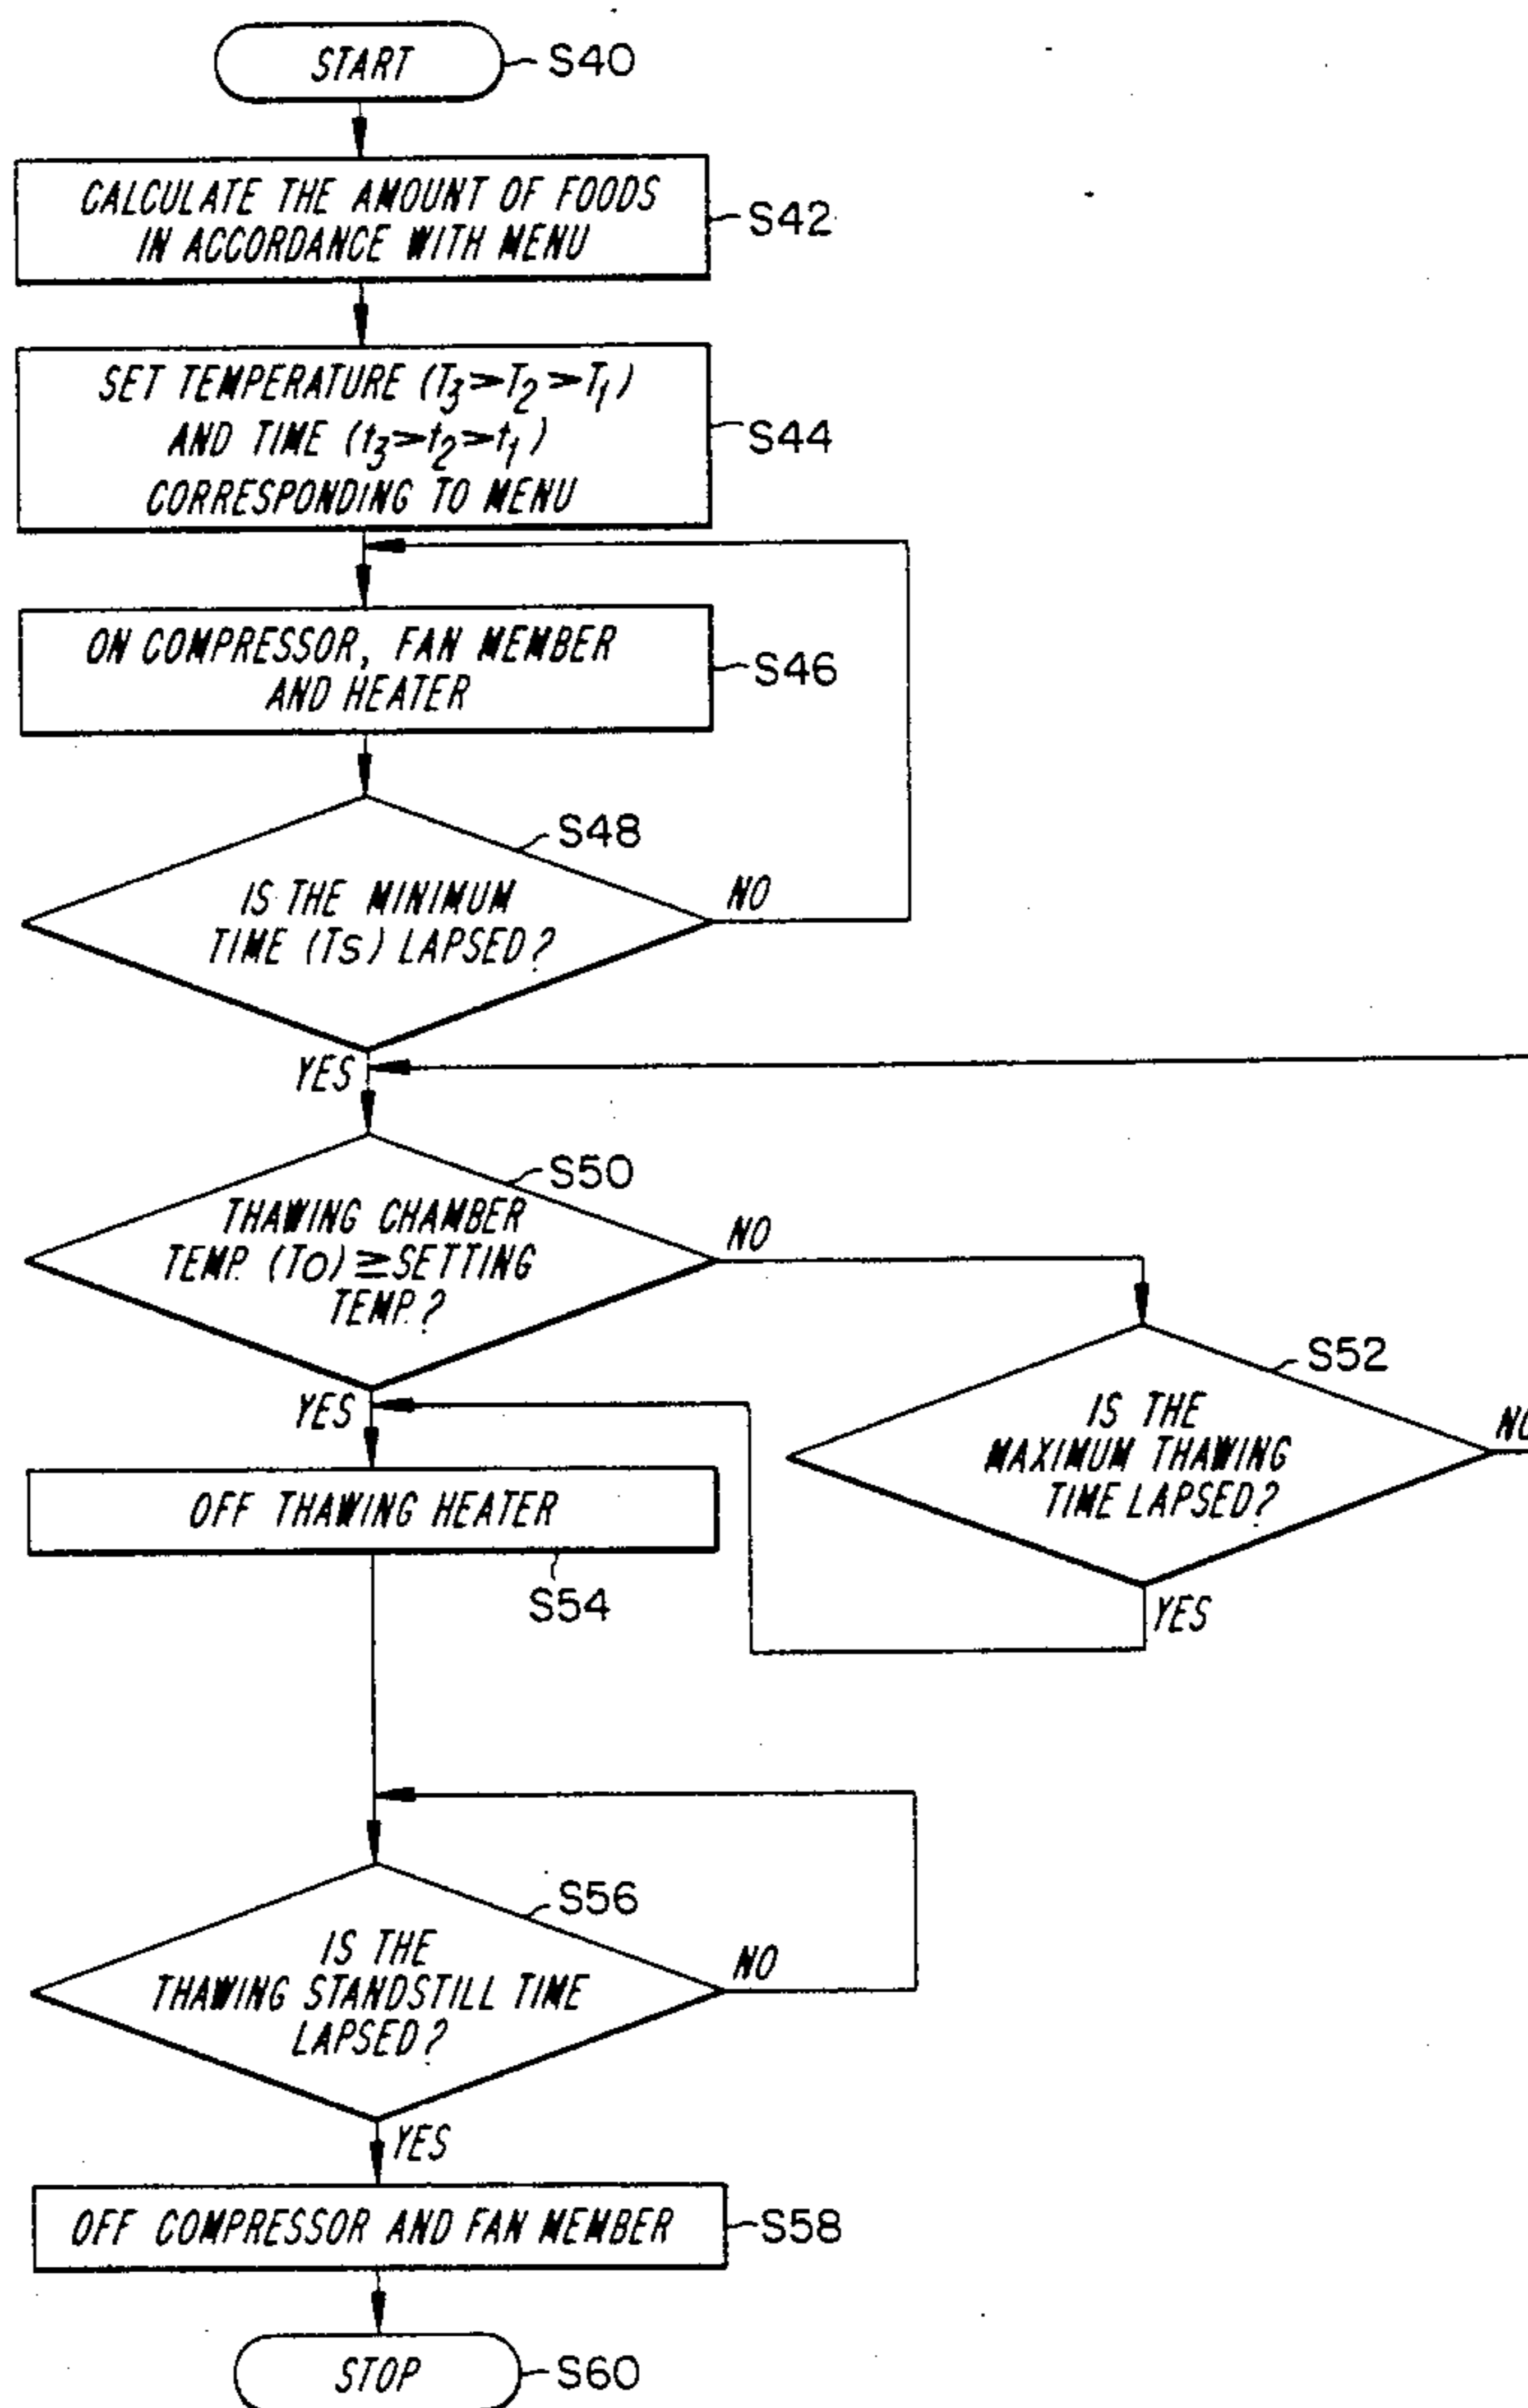 START
S40
CALCULATE THE AMOUNT OF FOODS
IN ACCORDANCE WITH MENU
S42
SET TEMPERATURE (T3>T2>T1)
AND TIME (t3>t2>t1)
CORRESPONDING TO MENU
S44
ON COMPRESSOR, FAN MEMBER
AND HEATER
S46
S48
IS THE MINIMUM
TIME (Ts) LAPSED?
NO
YES
S50
THAWING CHAMBER
TEMP. (TO) ≥ SETTING
TEMP.?
NO
YES
S52
IS THE
MAXIMUM THAWING
TIME LAPSED?
NO
YES
OFF THAWING HEATER
S54
S56
IS THE
THAWING STANDSTILL TIME
LAPSED?
NO
YES
OFF COMPRESSOR AND FAN MEMBER
S58
STOP
S60